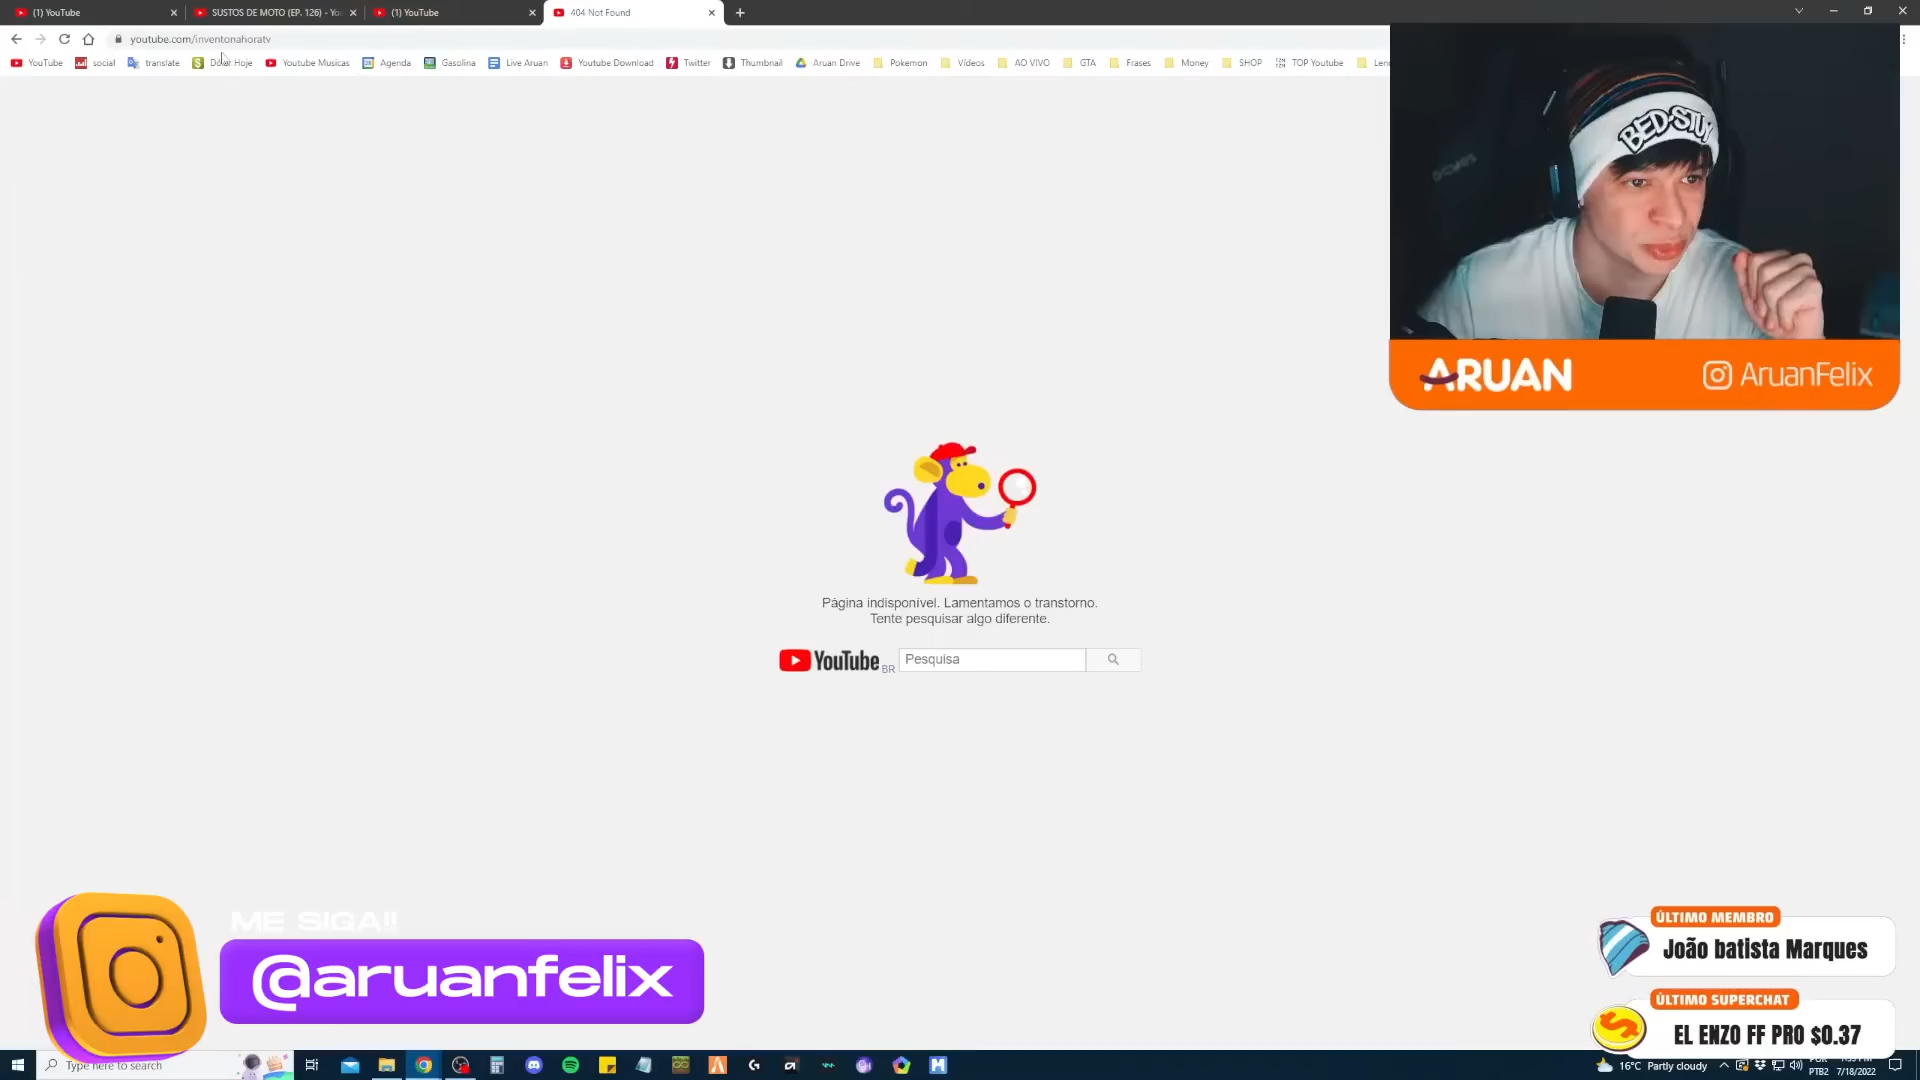 (1) YouTube
SUSTOS DE MOTO (EP. 126) - Yo
(1) YouTube
404 Not Found
youtube.com/inventonahoratv
YouTube
social
translate
Dólar Hoje
Youtube Musicas
Agenda
Gasolina
Live Aruan
Youtube Download
Twitter
Thumbnail
Aruan Drive
Pokemon
Vídeos
AO VIVO
GTA
Frases
Money
SHOP
TOP Youtube
BED-STUY
ARUAN
AruanFelix
Página indisponível. Lamentamos o transtorno.
Tente pesquisar algo diferente.
YouTube BR
Pesquisa
ME SIGA!!
@aruanfelix
ÚLTIMO MEMBRO
João batista Marques
ÚLTIMO SUPERCHAT
EL ENZO FF PRO $0.37
Type here to search
16°C Partly cloudy
PTB2
7/18/2022